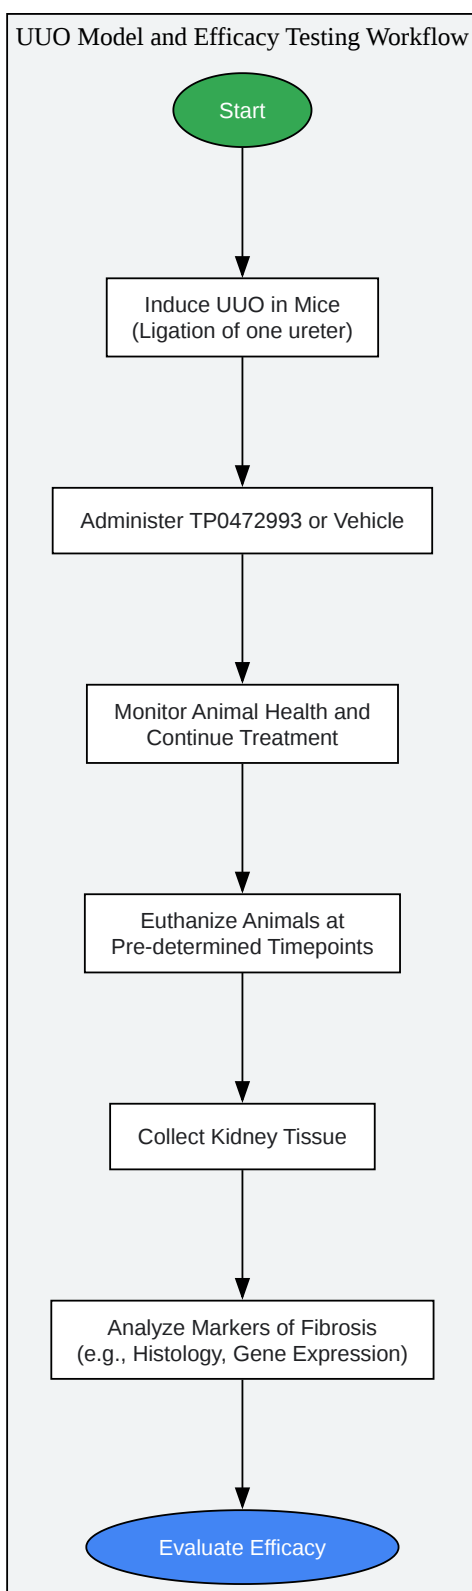 UUO Model and Efficacy Testing Workflow
Start
Induce UUO in Mice
(Ligation of one ureter)
Administer TP0472993 or Vehicle
Monitor Animal Health and
Continue Treatment
Euthanize Animals at
Pre-determined Timepoints
Collect Kidney Tissue
Analyze Markers of Fibrosis
(e.g., Histology, Gene Expression)
Evaluate Efficacy